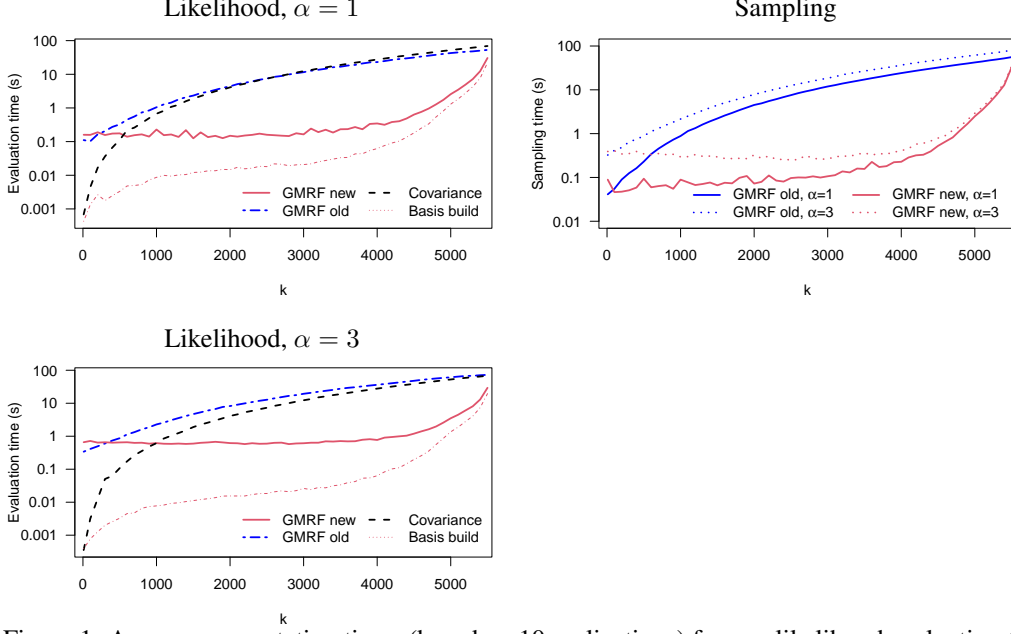 Likelihood, α = 1
Evaluation time (s)
100
10
1
0.1
0.01
0.001
GMRF new
GMRF old
Covariance
Basis build
0 1000 2000 3000 4000 5000
k
Sampling
Sampling time (s)
100
10
1
0.1
0.01
GMRF old, α=1
GMRF old, α=3
GMRF new, α=1
GMRF new, α=3
0 1000 2000 3000 4000 5000
k
Likelihood, α = 3
Evaluation time (s)
100
10
1
0.1
0.01
0.001
GMRF new
GMRF old
Covariance
Basis build
0 1000 2000 3000 4000 5000
k